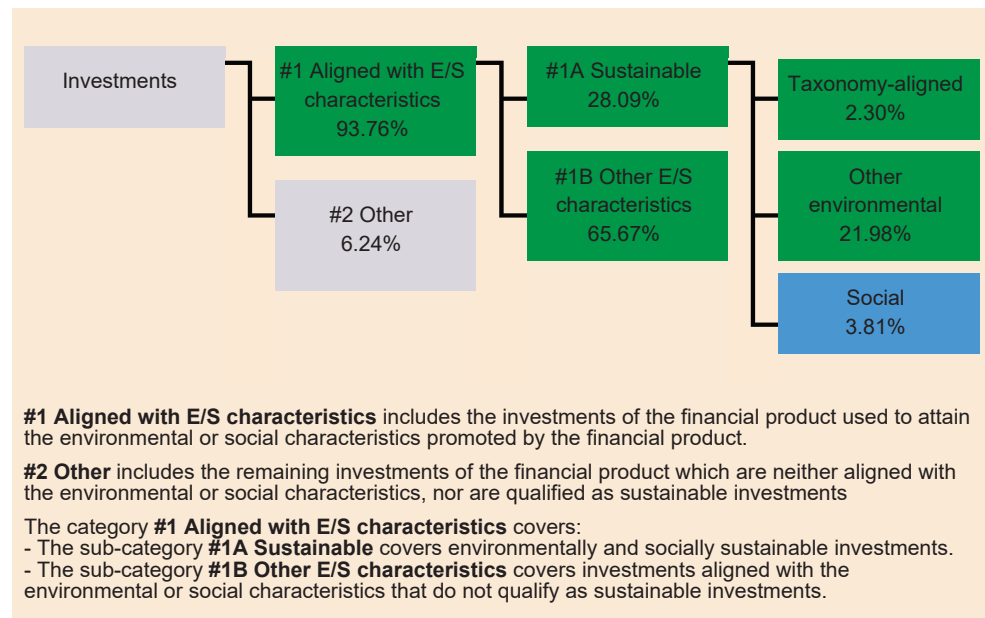 Investments
#1 Aligned with E/S
characteristics
93.76%
#2 Other
6.24%
#1A Sustainable
28.09%
#1B Other E/S
characteristics
65.67%
Taxonomy-aligned
2.30%
Other
environmental
21.98%
Social
3.81%
#1 Aligned with E/S characteristics includes the investments of the financial product used to attain
the environmental or social characteristics promoted by the financial product.
#2 Other includes the remaining investments of the financial product which are neither aligned with
the environmental or social characteristics, nor are qualified as sustainable investments
The category #1 Aligned with E/S characteristics covers:
- The sub-category #1A Sustainable covers environmentally and socially sustainable investments.
- The sub-category #1B Other E/S characteristics covers investments aligned with the
environmental or social characteristics that do not qualify as sustainable investments.